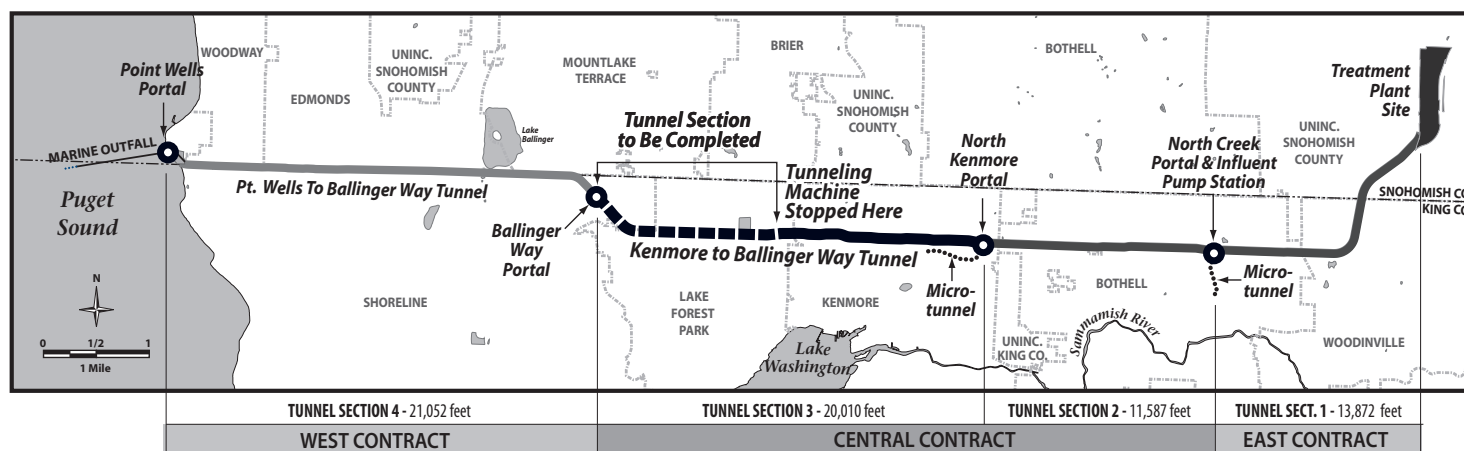 WOODWAY
Point Wells
Portal
UNINC.
SNOHOMISH
COUNTY
EDMONDS
MOUNTLAKE
TERRACE
BRIER
BOTHELL
Treatment
Plant
Site
Lake
Ballinger
Tunnel Section
to Be Completed
UNINC.
SNOHOMISH
COUNTY
MARINE OUTFALL
Tunneling
Machine
Stopped Here
North
Kenmore
Portal
North Creek
Portal & Influent
Pump Station
UNINC.
SNOHOMISH
COUNTY
Pt. Wells To Ballinger Way Tunnel
SNOHOMISH CO
KING CO
Puget
Sound
Ballinger
Way
Portal
Kenmore to Ballinger Way Tunnel
Micro-
tunnel
BOTHELL
Micro-
tunnel
N
SHORELINE
LAKE
FOREST
PARK
KENMORE
Sammamish River
0 1/2 1
1 Mile
Lake
Washington
UNINC.
KING CO.
WOODINVILLE
TUNNEL SECTION 4 - 21,052 feet
TUNNEL SECTION 3 - 20,010 feet
TUNNEL SECTION 2 - 11,587 feet
TUNNEL SECT. 1 - 13,872 feet
WEST CONTRACT
CENTRAL CONTRACT
EAST CONTRACT